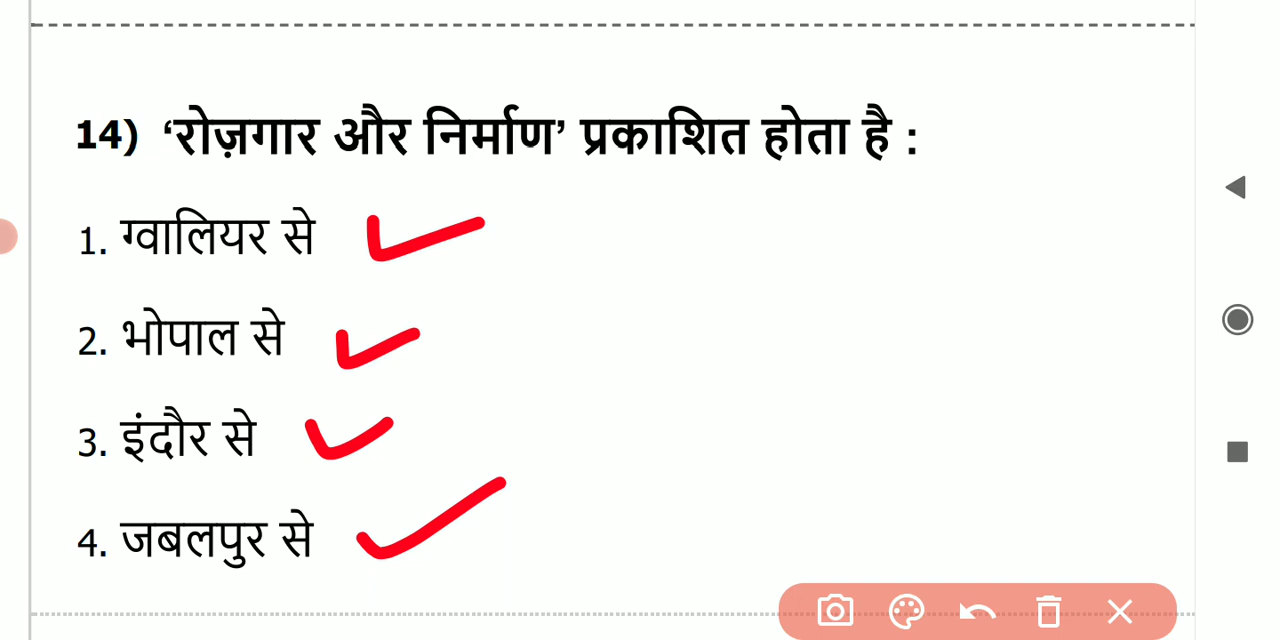 14) ‘रोज़गार और निर्माण’ प्रकाशित होता है :
1. ग्वालियर से
2. भोपाल से
3. इंदौर से
4. जबलपुर से